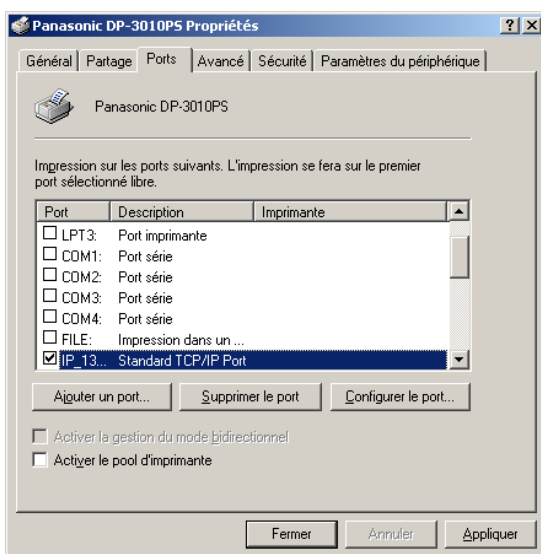 Panasonic DP-3010PS Propriétés
Général Partage Ports Avancé Sécurité Paramètres du périphérique
Panasonic DP-3010PS
Impression sur les ports suivants. L'impression se fera sur le premier
port sélectionné libre.
Port Description Imprimante
LPT3: Port imprimante
COM1: Port série
COM2: Port série
COM3: Port série
COM4: Port série
FILE: Impression dans un ...
IP_13... Standard TCP/IP Port
Ajouter un port... Supprimer le port Configurer le port...
Activer la gestion du mode bidirectionnel
Activer le pool d'imprimante
Fermer Annuler Appliquer